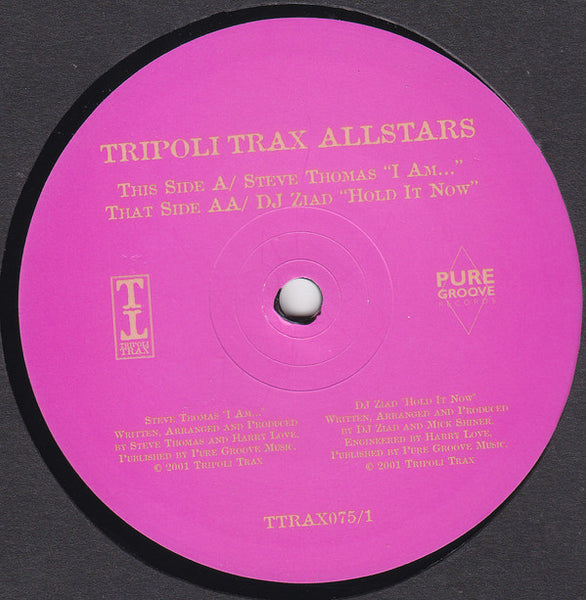 TRIPOLI TRAX ALLSTARS
THIS SIDE A/ STEVE THOMAS "I AM..."
THAT SIDE AA/ DJ ZIAD "HOLD IT NOW"
TT
TRIPOLI
TRAX
PURE
GROOVE
RECORDS
STEVE THOMAS "I AM..."
WRITTEN, ARRANGED AND PRODUCED
BY STEVE THOMAS AND HARRY LOVE.
PUBLISHED BY PURE GROOVE MUSIC.
© 2001 TRIPOLI TRAX
DJ ZIAD 'HOLD IT NOW'
WRITTEN, ARRANGED AND PRODUCED
BY DJ ZIAD AND MICK SHINER.
ENGINEERED BY HARRY LOVE.
PUBLISHED BY PURE GROOVE MUSIC.
© 2001 TRIPOLI TRAX
TTRAX075/1